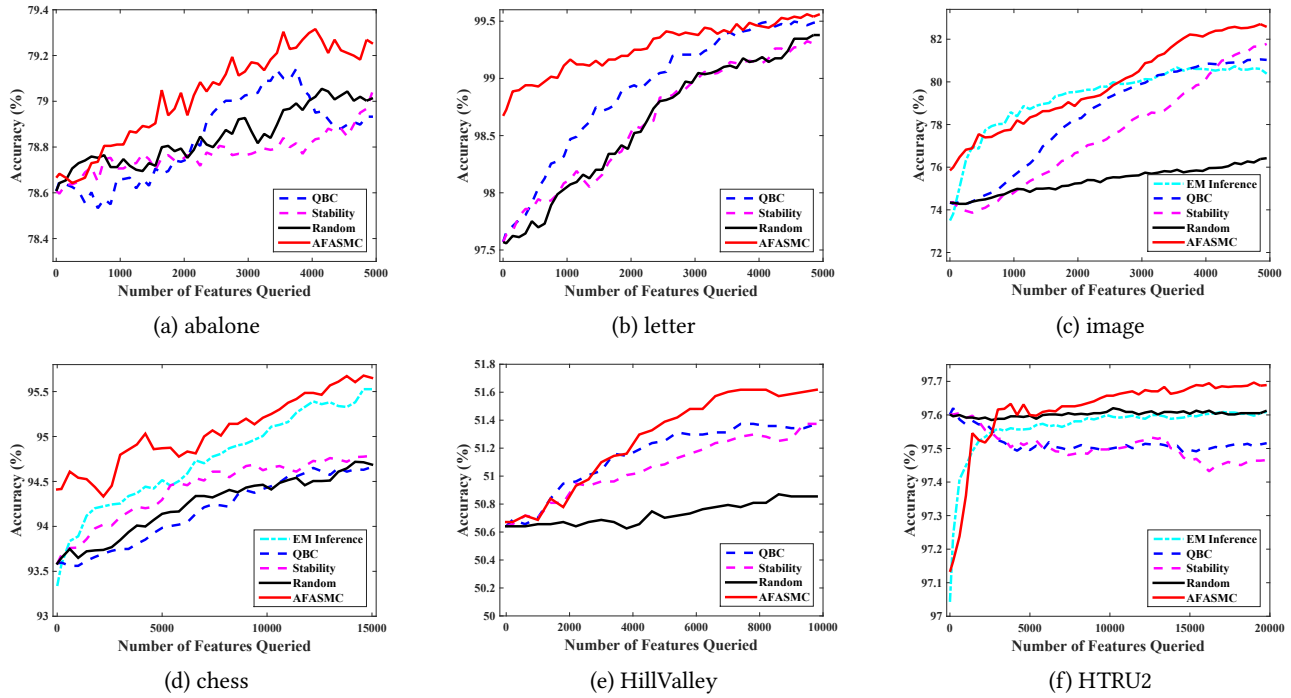 79.4
79.2
79
78.8
78.6
78.4
Accuracy (%)
0 1000 2000 3000 4000 5000
Number of Features Queried
QBC
Stability
Random
AFASMC
(a) abalone
99.5
99
98.5
98
97.5
Accuracy (%)
0 1000 2000 3000 4000 5000
Number of Features Queried
QBC
Stability
Random
AFASMC
(b) letter
82
80
78
76
74
72
Accuracy (%)
0 1000 2000 3000 4000 5000
Number of Features Queried
EM Inference
QBC
Stability
Random
AFASMC
(c) image
95.5
95
94.5
94
93.5
93
Accuracy (%)
0 5000 10000 15000
Number of Features Queried
EM Inference
QBC
Stability
Random
AFASMC
(d) chess
51.8
51.6
51.4
51.2
51
50.8
50.6
50.4
50.2
50
Accuracy (%)
0 2000 4000 6000 8000 10000
Number of Features Queried
QBC
Stability
Random
AFASMC
(e) HillValley
97.7
97.6
97.5
97.4
97.3
97.2
97.1
97
Accuracy (%)
0 5000 10000 15000 20000
Number of Features Queried
EM Inference
QBC
Stability
Random
AFASMC
(f) HTRU2